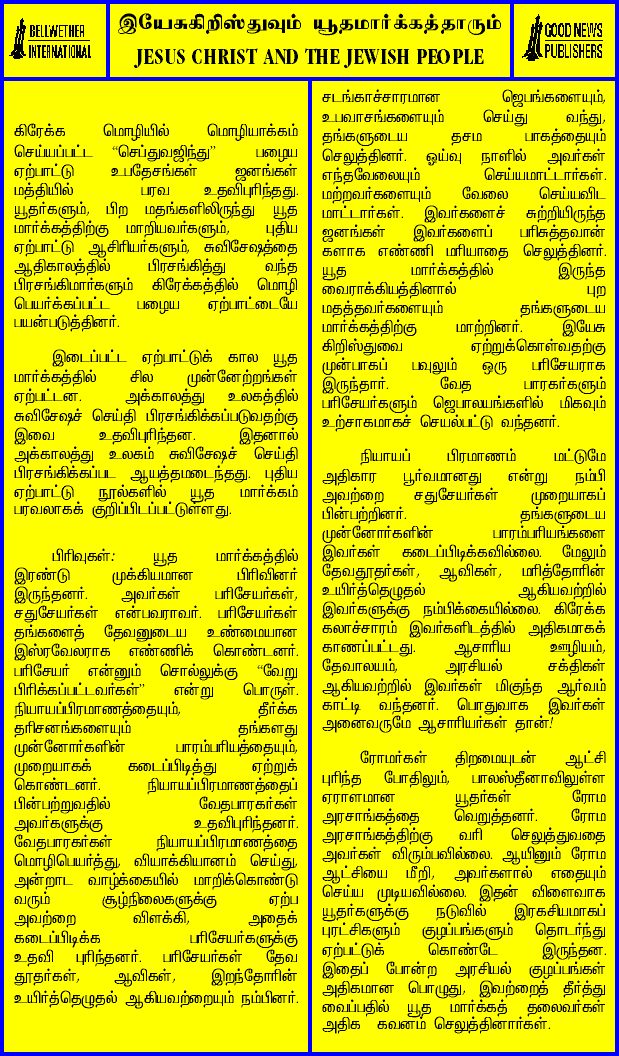 BELLWETHER
INTERNATIONAL
இயேசுகிறிஸ்துவும் யூதமார்க்கத்தாரும்
JESUS CHRIST AND THE JEWISH PEOPLE
GOOD NEWS
PUBLISHERS
கிரேக்க மொழியில் மொழியாக்கம்
செய்யப்பட்ட “செப்துவஜிந்து” பழைய
ஏற்பாட்டு உபதேசங்கள் ஜனங்கள்
மத்தியில் பரவ உதவிபுரிந்தது.
யூதர்களும், பிற மதங்களிலிருந்து யூத
மார்க்கத்திற்கு மாறியவர்களும், புதிய
ஏற்பாட்டு ஆசிரியர்களும், சுவிசேஷத்தை
ஆதிகாலத்தில் பிரசங்கித்து வந்த
பிரசங்கிமார்களும் கிரேக்கத்தில் மொழி
பெயர்க்கப்பட்ட பழைய ஏற்பாட்டையே
பயன்படுத்தினர்.
இடைப்பட்ட ஏற்பாட்டுக் கால யூத
மார்க்கத்தில் சில முன்னேற்றங்கள்
ஏற்பட்டன. அக்காலத்து உலகத்தில்
சுவிசேஷச் செய்தி பிரசங்கிக்கப்படுவதற்கு
இவை உதவிபுரிந்தன. இதனால்
அக்காலத்து உலகம் சுவிசேஷச் செய்தி
பிரசங்கிக்கப்பட ஆயத்தமடைந்தது. புதிய
ஏற்பாட்டு நூல்களில் யூத மார்க்கம்
பரவலாகக் குறிப்பிடப்பட்டுள்ளது.
பிரிவுகள்: யூத மார்க்கத்தில்
இரண்டு முக்கியமான பிரிவினர்
இருந்தனர். அவர்கள் பரிசேயர்கள்,
சதுசேயர்கள் என்பவராவர். பரிசேயர்கள்
தங்களைத் தேவனுடைய உண்மையான
இஸ்ரவேலராக எண்ணிக் கொண்டனர்.
பரிசேயர் என்னும் சொல்லுக்கு “வேறு
பிரிக்கப்பட்டவர்கள்” என்று பொருள்.
நியாயப்பிரமாணத்தையும், தீர்க்க
தரிசனங்களையும் தங்களது
முன்னோர்களின் பாரம்பரியத்தையும்,
முறையாகக் கடைப்பிடித்து ஏற்றுக்
கொண்டனர். நியாயப்பிரமாணத்தைப்
பின்பற்றுவதில் வேதபாரகர்கள்
அவர்களுக்கு உதவிபுரிந்தனர்.
வேதபாரகர்கள் நியாயப்பிரமாணத்தை
மொழிபெயர்த்து, வியாக்கியானம் செய்து,
அன்றாட வாழ்க்கையில் மாறிக்கொண்டு
வரும் சூழ்நிலைகளுக்கு ஏற்ப
அவற்றை விளக்கி, அதைக்
கடைப்பிடிக்க பரிசேயர்களுக்கு
உதவி புரிந்தனர். பரிசேயர்கள் தேவ
தூதர்கள், ஆவிகள், இறந்தோரின்
உயிர்த்தெழுதல் ஆகியவற்றையும் நம்பினர்.
சடங்காச்சாரமான ஜெபங்களையும்,
உபவாசங்களையும் செய்து வந்து,
தங்களுடைய தசம பாகத்தையும்
செலுத்தினர். ஓய்வு நாளில் அவர்கள்
எந்தவேலையும் செய்யமாட்டார்கள்.
மற்றவர்களையும் வேலை செய்யவிட
மாட்டார்கள். இவர்களைச் சுற்றியிருந்த
ஜனங்கள் இவர்களைப் பரிசுத்தவான்
களாக எண்ணி மரியாதை செலுத்தினர்.
யூத மார்க்கத்தில் இருந்த
வைராக்கியத்தினால் புற
மதத்தவர்களையும் தங்களுடைய
மார்க்கத்திற்கு மாற்றினர். இயேசு
கிறிஸ்துவை ஏற்றுக்கொள்வதற்கு
முன்பாகப் பவுலும் ஒரு பரிசேயராக
இருந்தார். வேத பாரகர்களும்
பரிசேயர்களும் ஜெபாலயங்களில் மிகவும்
உற்சாகமாகச் செயல்பட்டு வந்தனர்.
நியாயப் பிரமாணம் மட்டுமே
அதிகார பூர்வமானது என்று நம்பி
அவற்றை சதுசேயர்கள் முறையாகப்
பின்பற்றினர். தங்களுடைய
முன்னோர்களின் பாரம்பரியங்களை
இவர்கள் கடைப்பிடிக்கவில்லை. மேலும்
தேவதூதர்கள், ஆவிகள், மரித்தோரின்
உயிர்த்தெழுதல் ஆகியவற்றில்
இவர்களுக்கு நம்பிக்கையில்லை. கிரேக்க
கலாச்சாரம் இவர்களிடத்தில் அதிகமாகக்
காணப்பட்டது. ஆசாரிய ஊழியம்,
தேவாலயம், அரசியல் சக்திகள்
ஆகியவற்றில் இவர்கள் மிகுந்த ஆர்வம்
காட்டி வந்தனர். பொதுவாக இவர்கள்
அனைவருமே ஆசாரியர்கள் தான்!
ரோமர்கள் திறமையுடன் ஆட்சி
புரிந்த போதிலும், பாலஸ்தீனாவிலுள்ள
ஏராளமான யூதர்கள் ரோம
அரசாங்கத்தை வெறுத்தனர். ரோம
அரசாங்கத்திற்கு வரி செலுத்துவதை
அவர்கள் விரும்பவில்லை. ஆயினும் ரோம
ஆட்சியை மீறி, அவர்களால் எதையும்
செய்ய முடியவில்லை. இதன் விளைவாக
யூதர்களுக்கு நடுவில் இரகசியமாகப்
புரட்சிகளும் குழப்பங்களும் தொடர்ந்து
ஏற்பட்டுக் கொண்டே இருந்தன.
இதைப் போன்ற அரசியல் குழப்பங்கள்
அதிகமான பொழுது, இவற்றைத் தீர்த்து
வைப்பதில் யூத மார்க்கத் தலைவர்கள்
அதிக கவனம் செலுத்தினார்கள்.